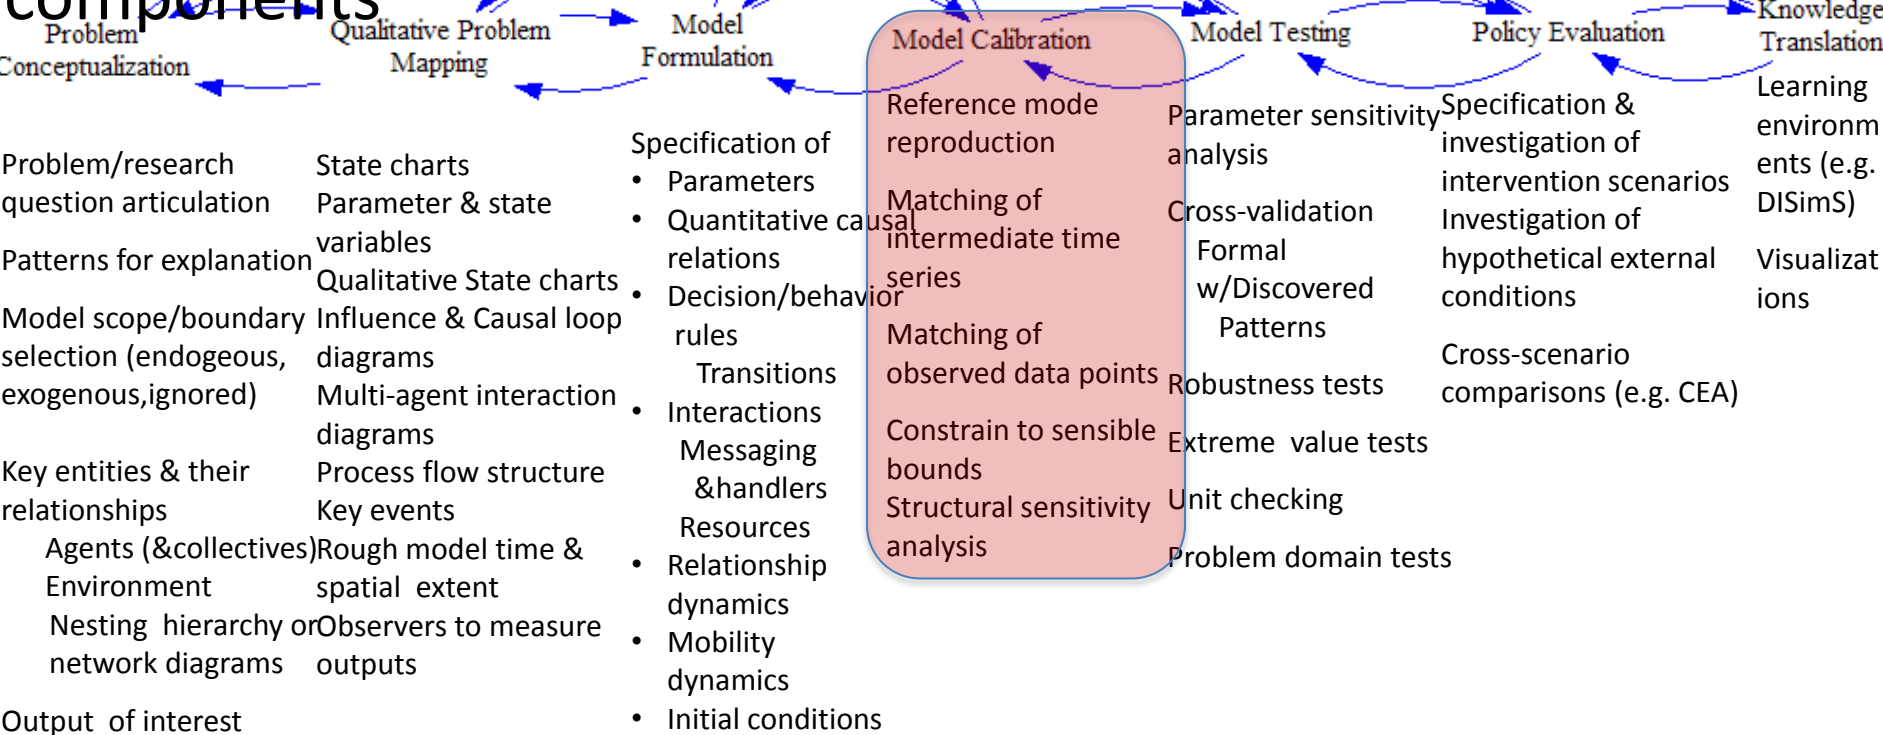 components
Problem
Conceptualization
Qualitative Problem
Mapping
Model
Formulation
Model Calibration
Model Testing
Policy Evaluation
Knowledge
Translation
Problem/research
question articulation
Patterns for explanation
Model scope/boundary
selection (endogeous,
exogenous,ignored)
Key entities & their
relationships
Agents (&collectives)
Environment
Nesting hierarchy or
network diagrams
Output of interest
State charts
Parameter & state
variables
Qualitative State charts
Influence & Causal loop
diagrams
Multi-agent interaction
diagrams
Process flow structure
Key events
Rough model time &
spatial extent
Observers to measure
outputs
Specification of
• Parameters
• Quantitative causal
relations
• Decision/behavior
rules
Transitions
• Interactions
Messaging
&handlers
Resources
• Relationship
dynamics
• Mobility
dynamics
• Initial conditions
Reference mode
reproduction
Matching of
intermediate time
series
Matching of
observed data points
Constrain to sensible
bounds
Structural sensitivity
analysis
Parameter sensitivity
analysis
Cross-validation
Formal
w/Discovered
Patterns
Robustness tests
Extreme value tests
Unit checking
Problem domain tests
Specification &
investigation of
intervention scenarios
Investigation of
hypothetical external
conditions
Cross-scenario
comparisons (e.g. CEA)
Learning
environm
ents (e.g.
DISimS)
Visualizat
ions